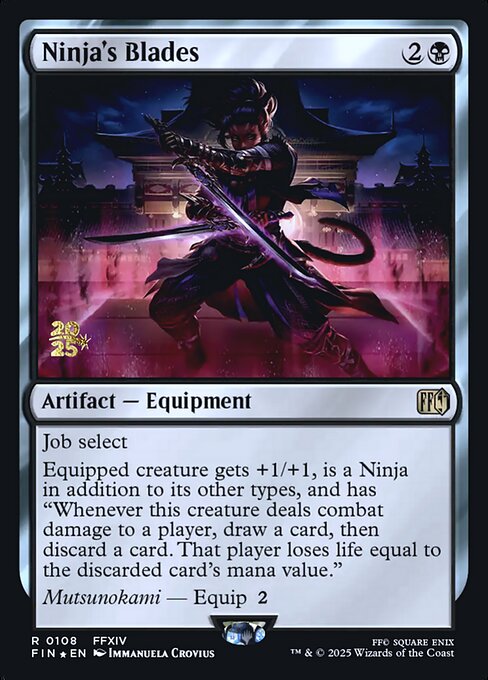 Ninja's Blades 2
20
25
Artifact — Equipment
FF
Job select
Equipped creature gets +1/+1, is a Ninja
in addition to its other types, and has
“Whenever this creature deals combat
damage to a player, draw a card, then
discard a card. That player loses life equal to
the discarded card's mana value.”
Mutsunokami — Equip 2
R 0108 FFXIV
FIN ★ EN Immanuela Crovius
FF© SQUARE ENIX
™ & © 2025 Wizards of the Coast